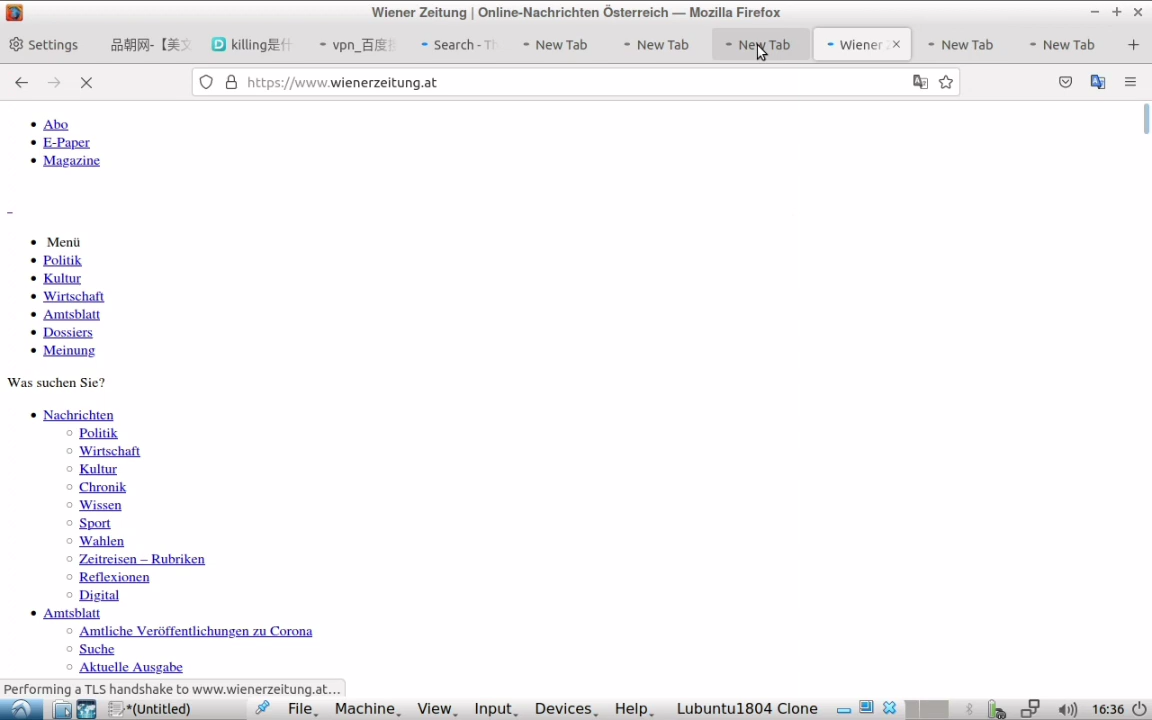 Wiener Zeitung | Online-Nachrichten Österreich — Mozilla Firefox
Settings
品朝网-【美文
killing是什
vpn_百度搜
Search - Th
New Tab
New Tab
New Tab
Wiener Z
New Tab
New Tab
https://www.wienerzeitung.at
Abo
E-Paper
Magazine
Menü
Politik
Kultur
Wirtschaft
Amtsblatt
Dossiers
Meinung
Was suchen Sie?
Nachrichten
Politik
Wirtschaft
Kultur
Chronik
Wissen
Sport
Wahlen
Zeitreisen – Rubriken
Reflexionen
Digital
Amtsblatt
Amtliche Veröffentlichungen zu Corona
Suche
Aktuelle Ausgabe
Performing a TLS handshake to www.wienerzeitung.at…
*(Untitled) File Machine View Input Devices Help Lubuntu1804 Clone 16:36